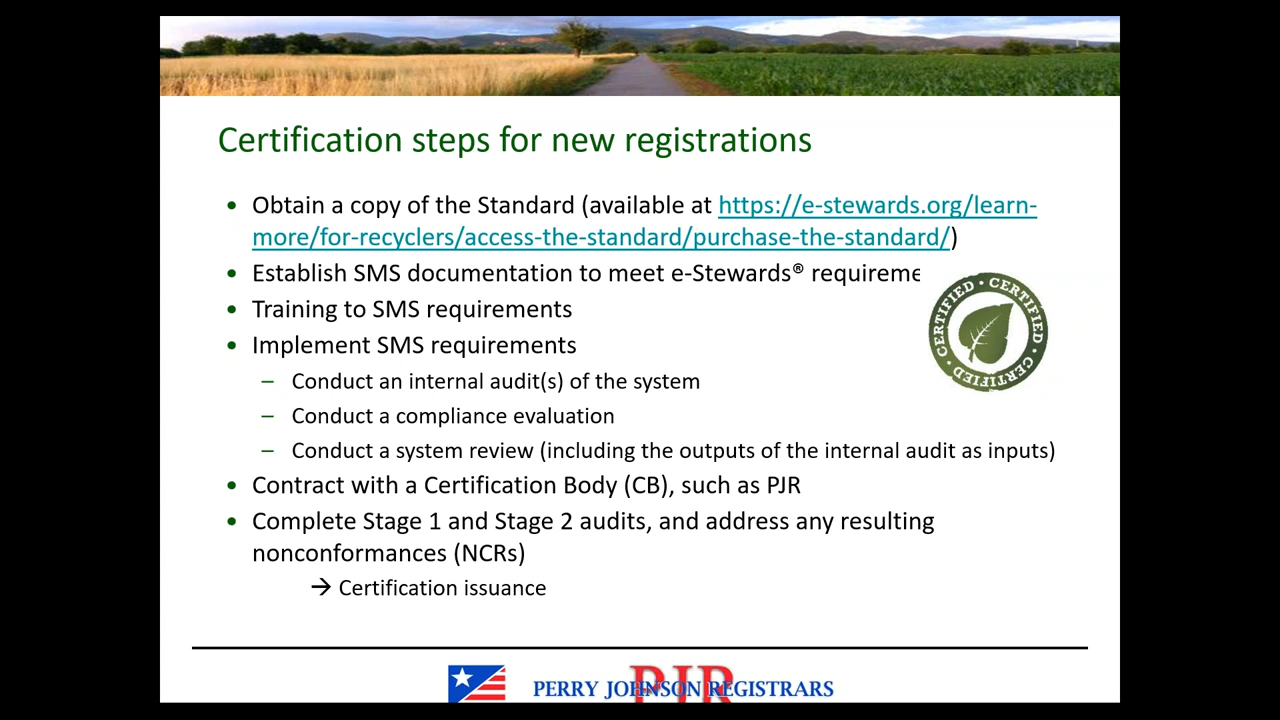 Certification steps for new registrations
• Obtain a copy of the Standard (available at https://e-stewards.org/learn-
more/for-recyclers/access-the-standard/purchase-the-standard/)
• Establish SMS documentation to meet e-Stewards® requireme
• Training to SMS requirements
• Implement SMS requirements
CERTIFIED • CERTIFIED • CERTIFIED •
– Conduct an internal audit(s) of the system
– Conduct a compliance evaluation
– Conduct a system review (including the outputs of the internal audit as inputs)
• Contract with a Certification Body (CB), such as PJR
• Complete Stage 1 and Stage 2 audits, and address any resulting
nonconformances (NCRs)
→ Certification issuance
PJR
PERRY JOHNSON REGISTRARS